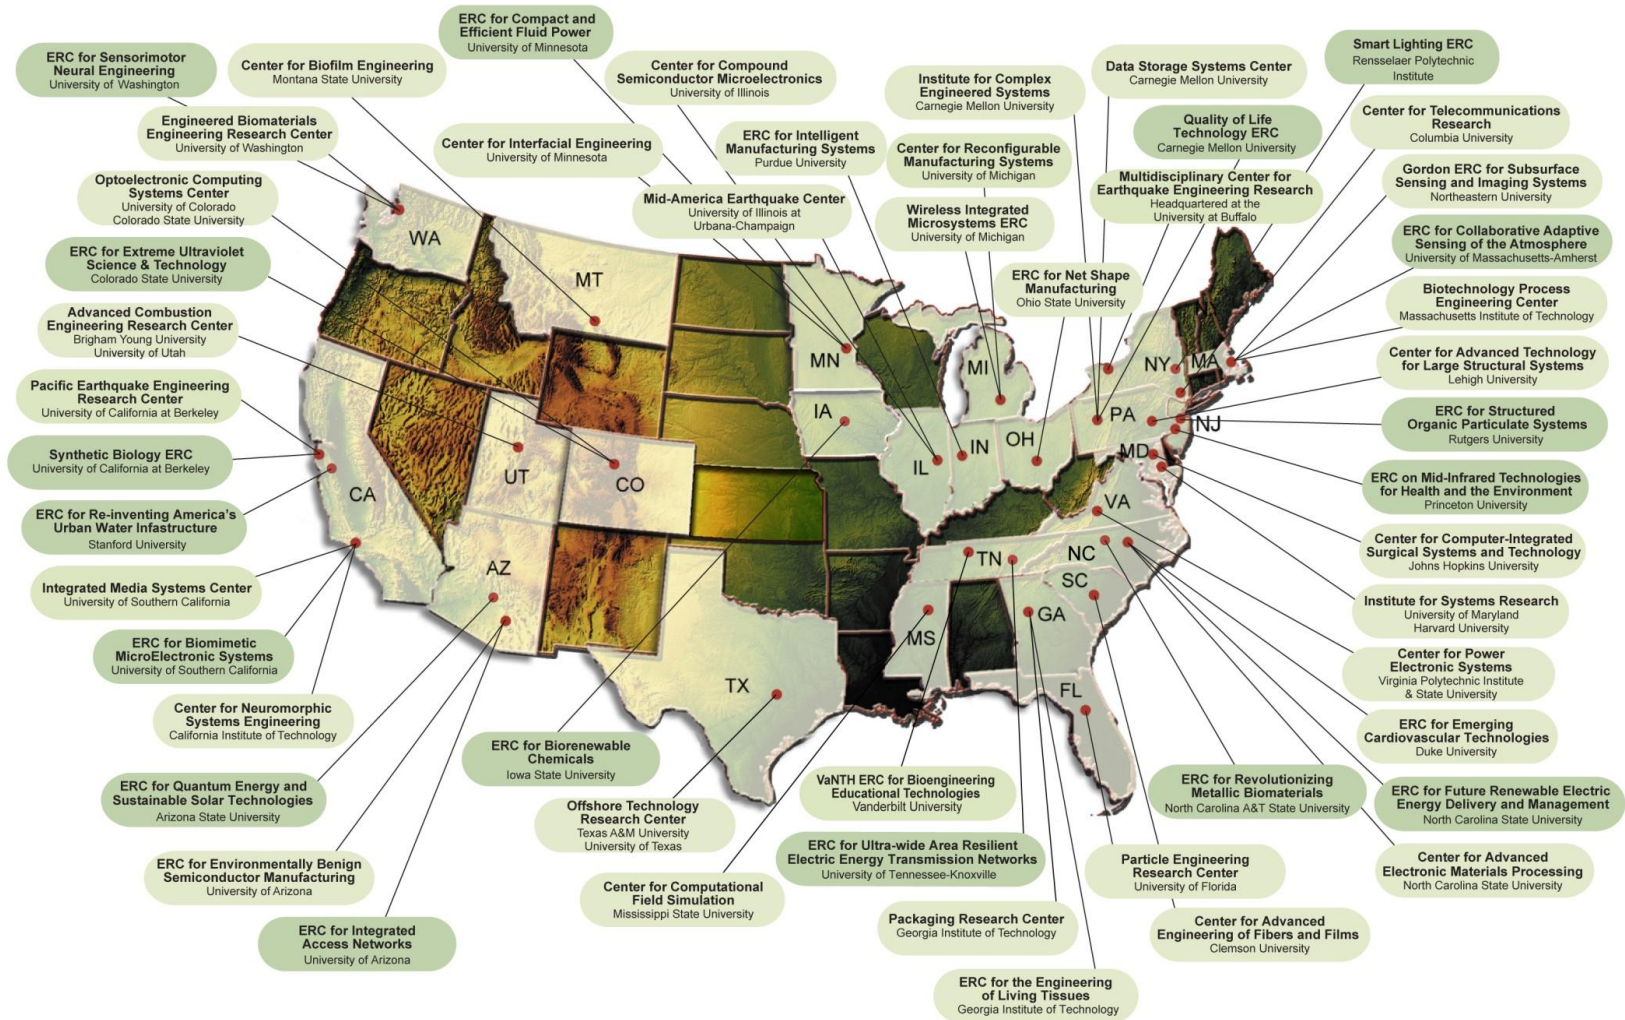 ERC for Compact and
Efficient Fluid Power
University of Minnesota
ERC for Sensorimotor
Neural Engineering
University of Washington
Center for Biofilm Engineering
Montana State University
Center for Compound
Semiconductor Microelectronics
University of Illinois
Institute for Complex
Engineered Systems
Carnegie Mellon University
Data Storage Systems Center
Carnegie Mellon University
Smart Lighting ERC
Rensselaer Polytechnic
Institute
Engineered Biomaterials
Engineering Research Center
University of Washington
Center for Interfacial Engineering
University of Minnesota
ERC for Intelligent
Manufacturing Systems
Purdue University
Center for Reconfigurable
Manufacturing Systems
University of Michigan
Quality of Life
Technology ERC
Carnegie Mellon University
Center for Telecommunications
Research
Columbia University
Optoelectronic Computing
Systems Center
University of Colorado
Colorado State University
Mid-America Earthquake Center
University of Illinois at
Urbana-Champaign
Wireless Integrated
Microsystems ERC
University of Michigan
Multidisciplinary Center for
Earthquake Engineering Research
Headquartered at the
University at Buffalo
Gordon ERC for Subsurface
Sensing and Imaging Systems
Northeastern University
ERC for Extreme Ultraviolet
Science & Technology
Colorado State University
ERC for Net Shape
Manufacturing
Ohio State University
ERC for Collaborative Adaptive
Sensing of the Atmosphere
University of Massachusetts-Amherst
Advanced Combustion
Engineering Research Center
Brigham Young University
University of Utah
Biotechnology Process
Engineering Center
Massachusetts Institute of Technology
Pacific Earthquake Engineering
Research Center
University of California at Berkeley
Center for Advanced Technology
for Large Structural Systems
Lehigh University
Synthetic Biology ERC
University of California at Berkeley
ERC for Structured
Organic Particulate Systems
Rutgers University
ERC for Re-inventing America's
Urban Water Infastructure
Stanford University
ERC on Mid-Infrared Technologies
for Health and the Environment
Princeton University
Integrated Media Systems Center
University of Southern California
Center for Computer-Integrated
Surgical Systems and Technology
Johns Hopkins University
ERC for Biomimetic
MicroElectronic Systems
University of Southern California
Institute for Systems Research
University of Maryland
Harvard University
Center for Neuromorphic
Systems Engineering
California Institute of Technology
Center for Power
Electronic Systems
Virginia Polytechnic Institute
& State University
ERC for Quantum Energy and
Sustainable Solar Technologies
Arizona State University
ERC for Biorenewable
Chemicals
Iowa State University
VaNTH ERC for Bioengineering
Educational Technologies
Vanderbilt University
ERC for Revolutionizing
Metallic Biomaterials
North Carolina A&T State University
ERC for Emerging
Cardiovascular Technologies
Duke University
ERC for Future Renewable Electric
Energy Delivery and Management
North Carolina State University
ERC for Environmentally Benign
Semiconductor Manufacturing
University of Arizona
Offshore Technology
Research Center
Texas A&M University
University of Texas
ERC for Ultra-wide Area Resilient
Electric Energy Transmission Networks
University of Tennessee-Knoxville
Particle Engineering
Research Center
University of Florida
Center for Advanced
Electronic Materials Processing
North Carolina State University
ERC for Integrated
Access Networks
University of Arizona
Center for Computational
Field Simulation
Mississippi State University
Packaging Research Center
Georgia Institute of Technology
Center for Advanced
Engineering of Fibers and Films
Clemson University
ERC for the Engineering
of Living Tissues
Georgia Institute of Technology
WA
MT
MN
MI
NY
MA
IA
PA
NJ
OH
IN
IL
MD
UT
CO
CA
VA
AZ
TN
NC
SC
GA
MS
TX
FL